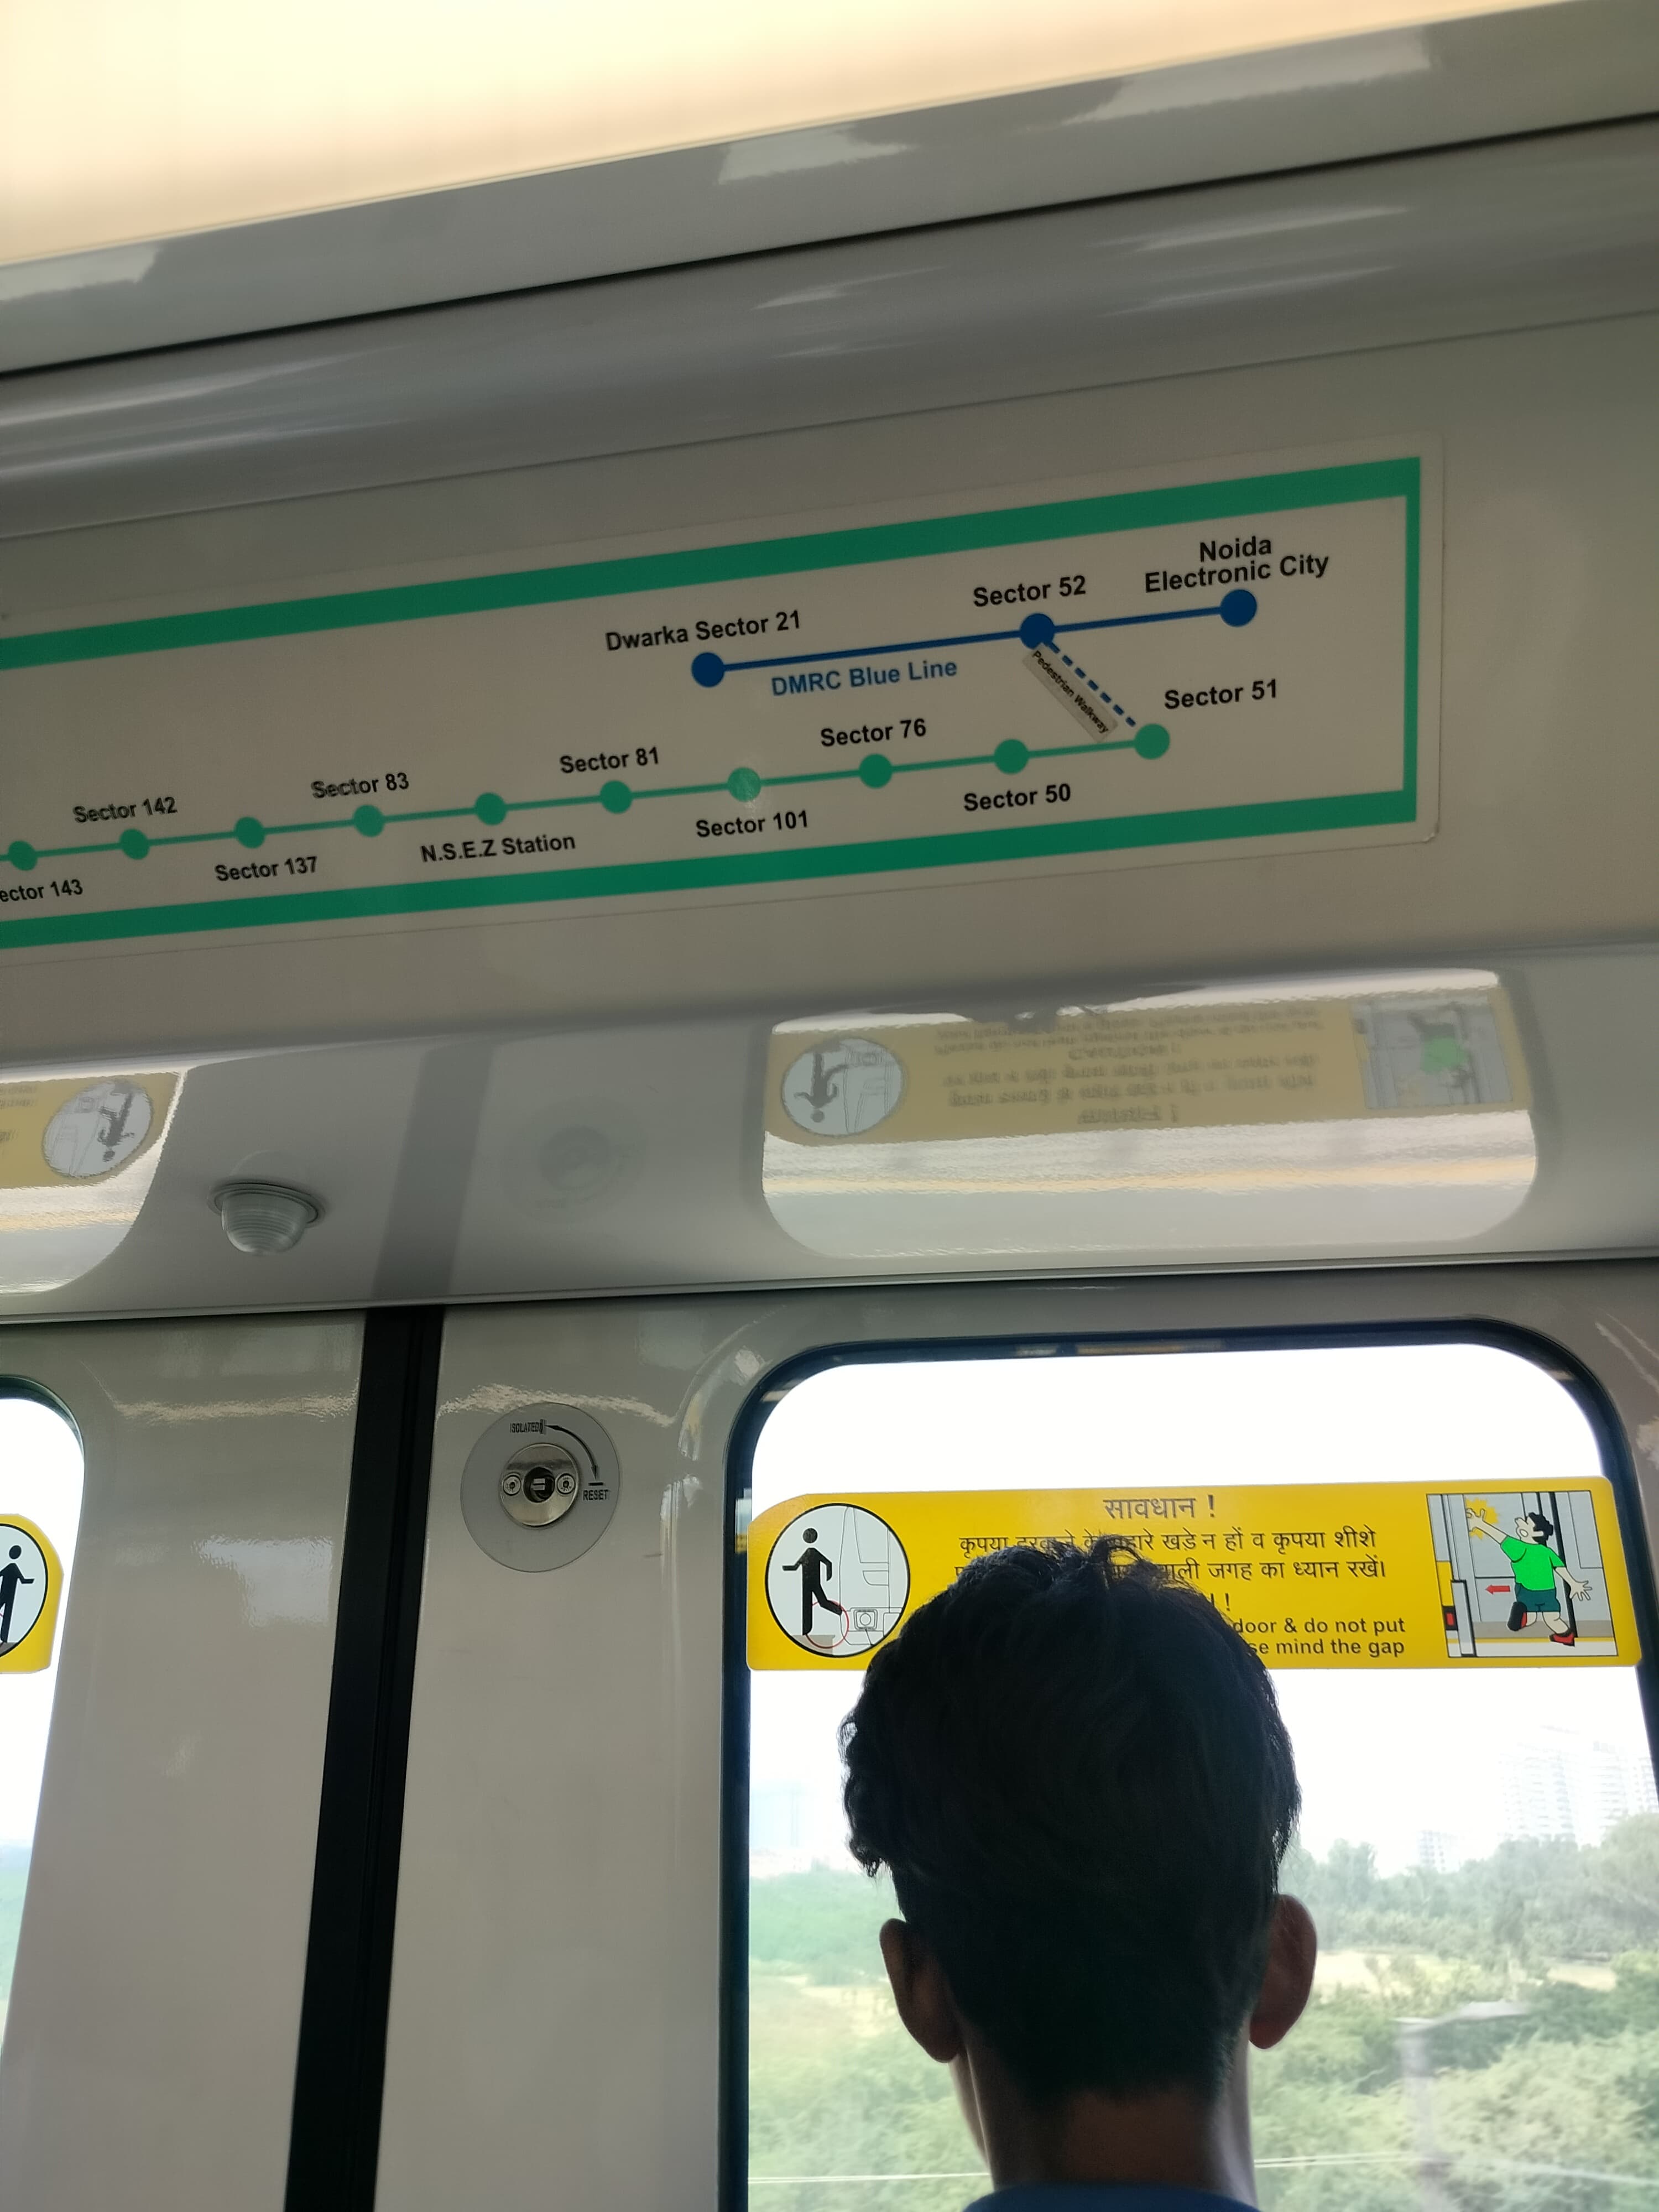 Noida
Electronic City
Sector 52
Dwarka Sector 21
DMRC Blue Line
Pedestrian Walkway
Sector 51
Sector 76
Sector 81
Sector 83
Sector 142
Sector 50
Sector 101
N.S.E.Z Station
Sector 137
ector 143
ISOLATED
RESET
सावधान !
कृपया के हारे खडे न हों व कृपया शीशे
ाली जगह का ध्यान रखें।
!
door & do not put
se mind the gap